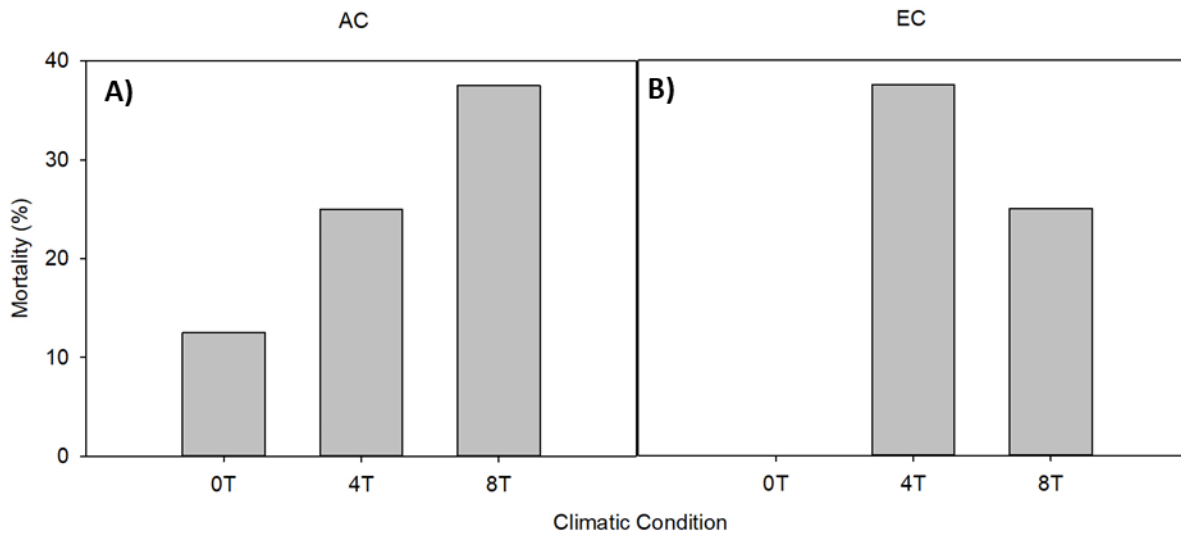 AC
EC
A)
B)
40
30
20
10
0
Mortality (%)
0T 4T 8T
0T 4T 8T
Climatic Condition